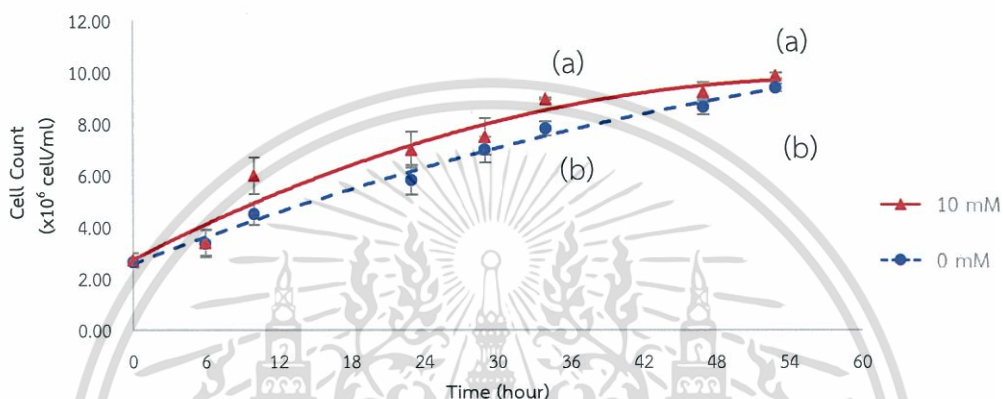 12.00
10.00
8.00
6.00
4.00
2.00
0.00
Cell Count
(x10⁶ cell/ml)
(a)
(a)
(b)
(b)
10 mM
0 mM
0 6 12 18 24 30 36 42 48 54 60
Time (hour)